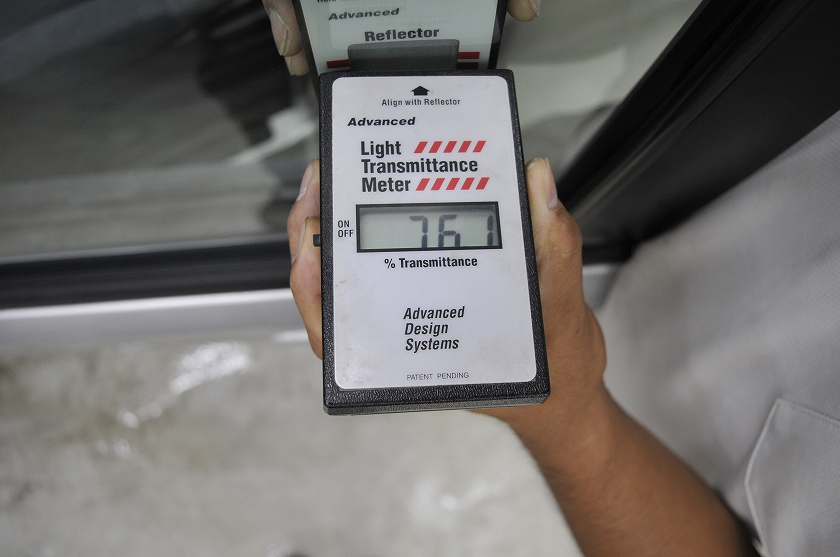 Advanced
Reflector
Align with Reflector
Advanced
Light
Transmittance
Meter
ON
OFF
76.1
% Transmittance
Advanced
Design
Systems
PATENT PENDING